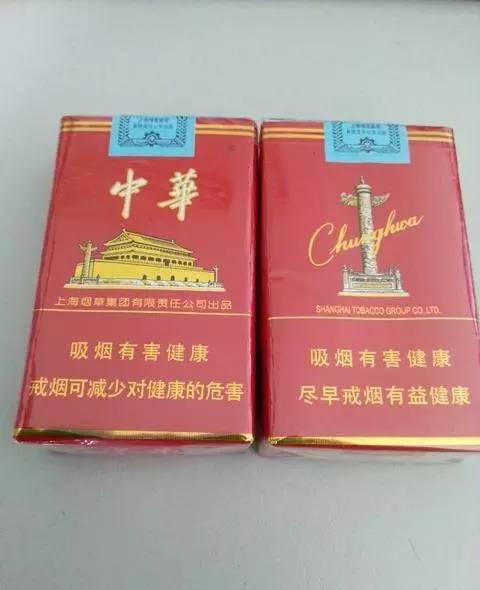 中華
上海烟草集团有限责任公司出品
吸烟有害健康
戒烟可减少对健康的危害
Chunghwa
SHANGHAI TOBACCO GROUP CO.,LTD.
吸烟有害健康
尽早戒烟有益健康